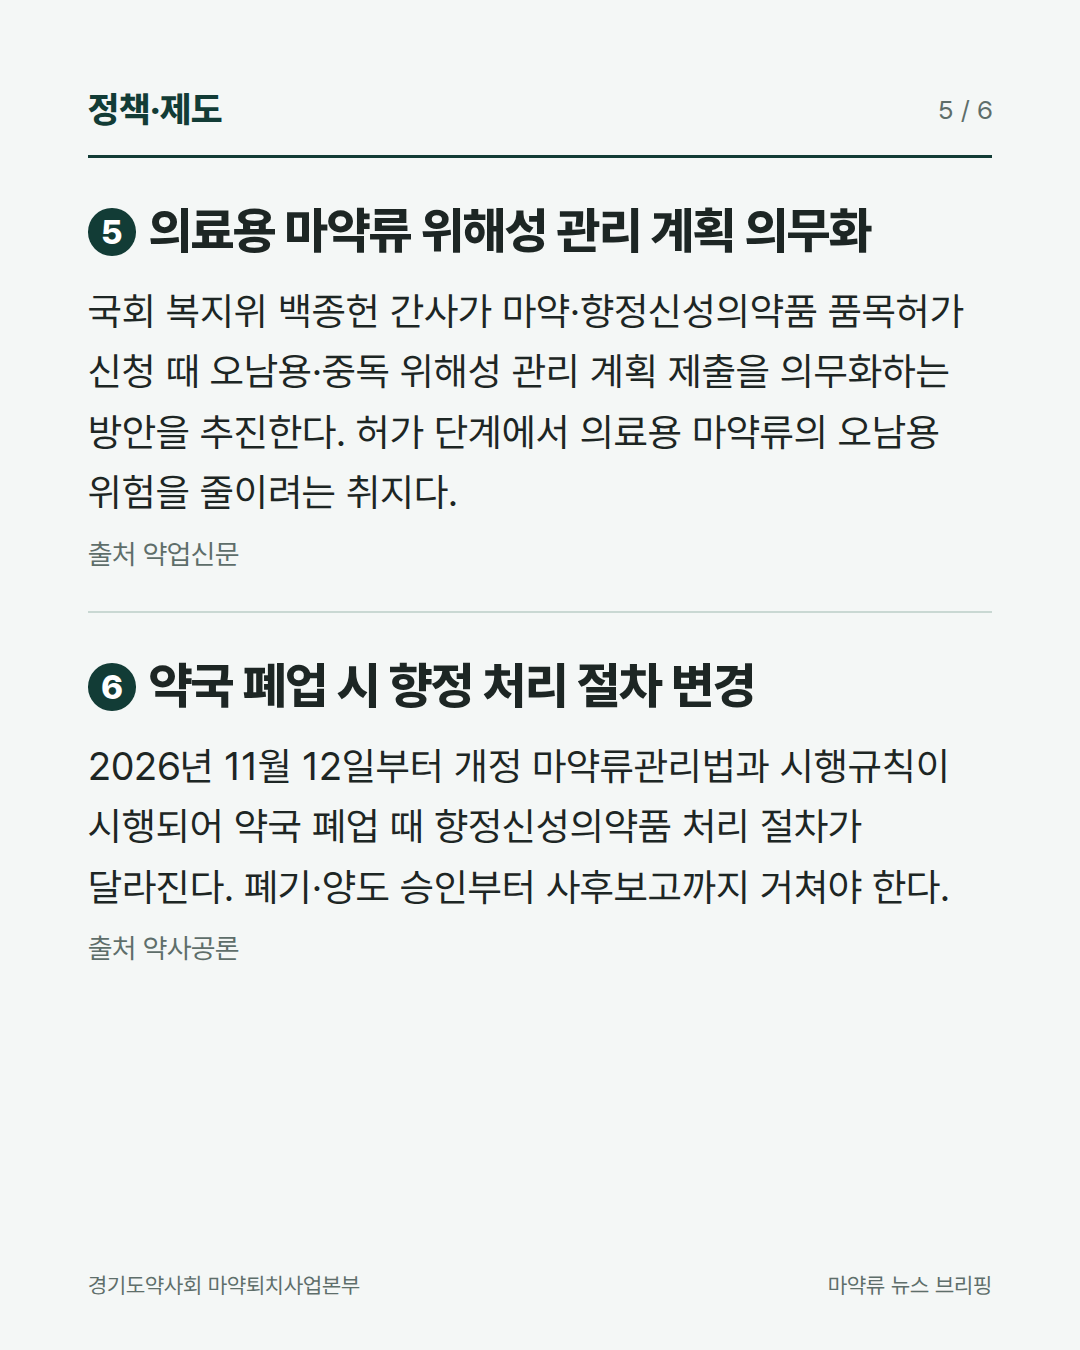 정책·제도
5 / 6
5 의료용 마약류 위해성 관리 계획 의무화
국회 복지위 백종헌 간사가 마약·향정신성의약품 품목허가
신청 때 오남용·중독 위해성 관리 계획 제출을 의무화하는
방안을 추진한다. 허가 단계에서 의료용 마약류의 오남용
위험을 줄이려는 취지다.
출처 약업신문
6 약국 폐업 시 향정 처리 절차 변경
2026년 11월 12일부터 개정 마약류관리법과 시행규칙이
시행되어 약국 폐업 때 향정신성의약품 처리 절차가
달라진다. 폐기·양도 승인부터 사후보고까지 거쳐야 한다.
출처 약사공론
경기도약사회 마약퇴치사업본부
마약류 뉴스 브리핑